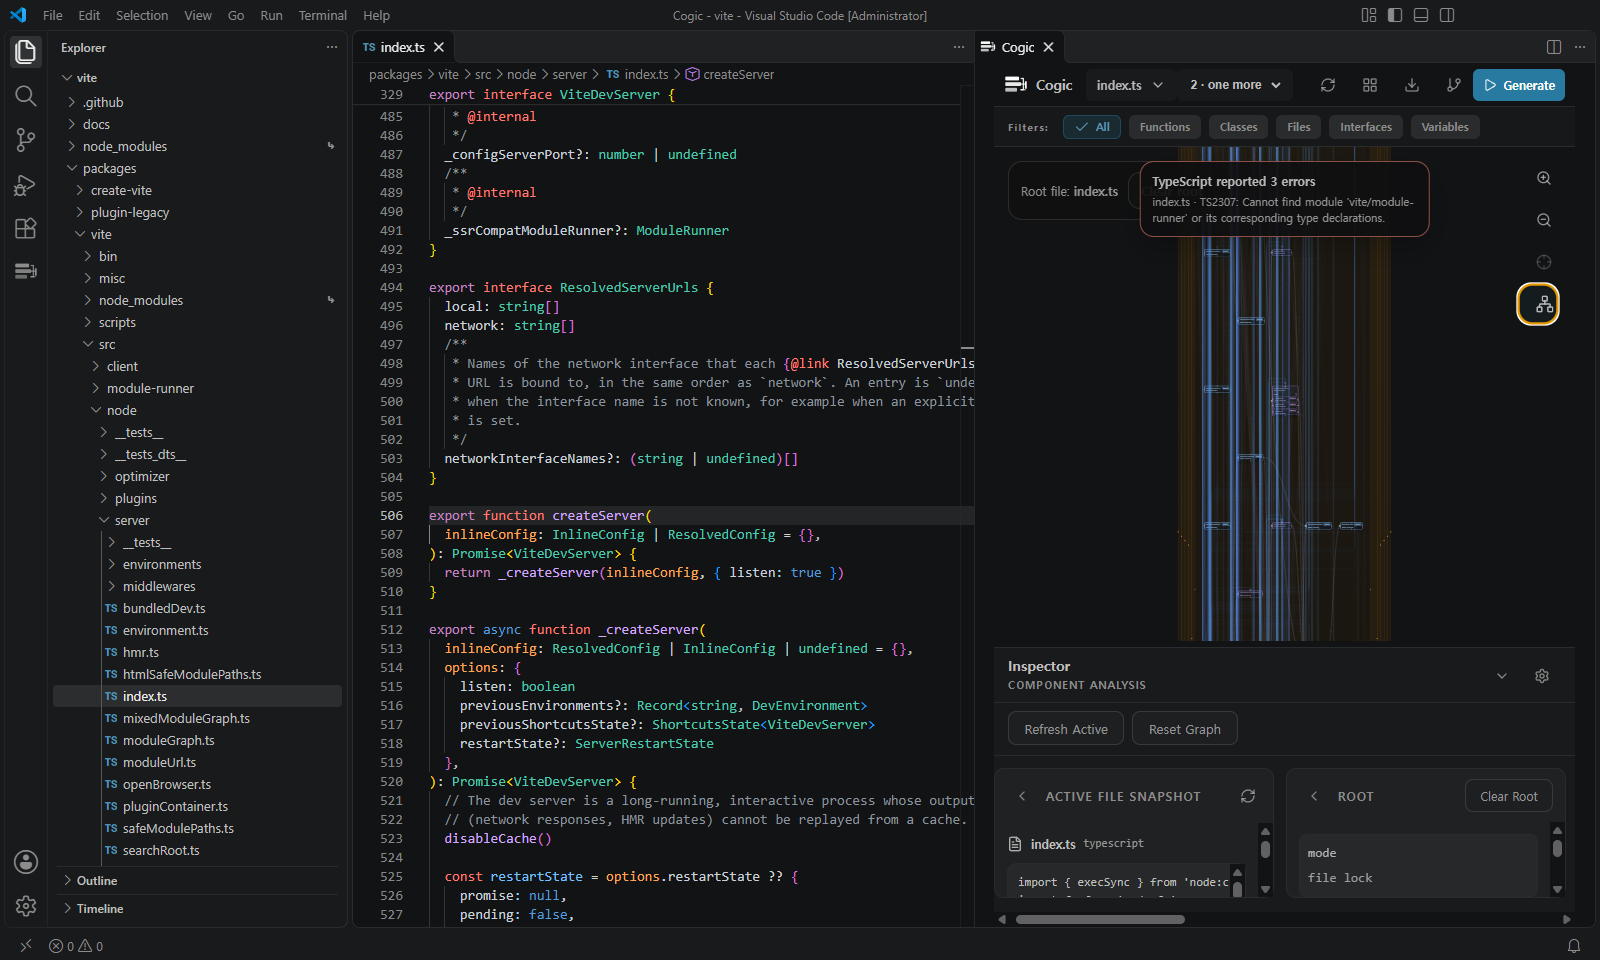 File Edit Selection View Go Run Terminal Help
Cogic - vite - Visual Studio Code [Administrator]
Explorer
vite
.github
docs
node_modules
packages
create-vite
plugin-legacy
vite
bin
misc
node_modules
scripts
src
client
module-runner
node
__tests__
__tests_dts__
optimizer
plugins
server
__tests__
environments
middlewares
TS bundledDev.ts
TS environment.ts
TS hmr.ts
TS htmlSafeModulePaths.ts
TS index.ts
TS mixedModuleGraph.ts
TS moduleGraph.ts
TS moduleUrl.ts
TS openBrowser.ts
TS pluginContainer.ts
TS safeModulePaths.ts
TS searchRoot.ts
Outline
Timeline
0 0
TS index.ts
packages > vite > src > node > server > TS index.ts > createServer
329 export interface ViteDevServer {
485 * @internal
486 */
487 _configServerPort?: number | undefined
488 /**
489 * @internal
490 */
491 _ssrCompatModuleRunner?: ModuleRunner
492 }
493
494 export interface ResolvedServerUrls {
495 local: string[]
496 network: string[]
497 /**
498 * Names of the network interface that each {@link ResolvedServerUrls
499 * URL is bound to, in the same order as `network`. An entry is `unde
500 * when the interface name is not known, for example when an explicit
501 * is set.
502 */
503 networkInterfaceNames?: (string | undefined)[]
504 }
505
506 export function createServer(
507 inlineConfig: InlineConfig | ResolvedConfig = {},
508 ): Promise<ViteDevServer> {
509 return _createServer(inlineConfig, { listen: true })
510 }
511
512 export async function _createServer(
513 inlineConfig: ResolvedConfig | InlineConfig | undefined = {},
514 options: {
515 listen: boolean
516 previousEnvironments?: Record<string, DevEnvironment>
517 previousShortcutsState?: ShortcutsState<ViteDevServer>
518 restartState?: ServerRestartState
519 },
520 ): Promise<ViteDevServer> {
521 // The dev server is a long-running, interactive process whose output
522 // (network responses, HMR updates) cannot be replayed from a cache.
523 disableCache()
524
525 const restartState = options.restartState ?? {
526 promise: null,
527 pending: false,
Cogic
Cogic index.ts 2 · one more Generate
Filters: All Functions Classes Files Interfaces Variables
Root file: index.ts
TypeScript reported 3 errors
index.ts · TS2307: Cannot find module 'vite/module-
runner' or its corresponding type declarations.
Inspector
COMPONENT ANALYSIS
Refresh Active Reset Graph
ACTIVE FILE SNAPSHOT
index.ts typescript
import { execSync } from 'node:c
ROOT Clear Root
mode
file lock